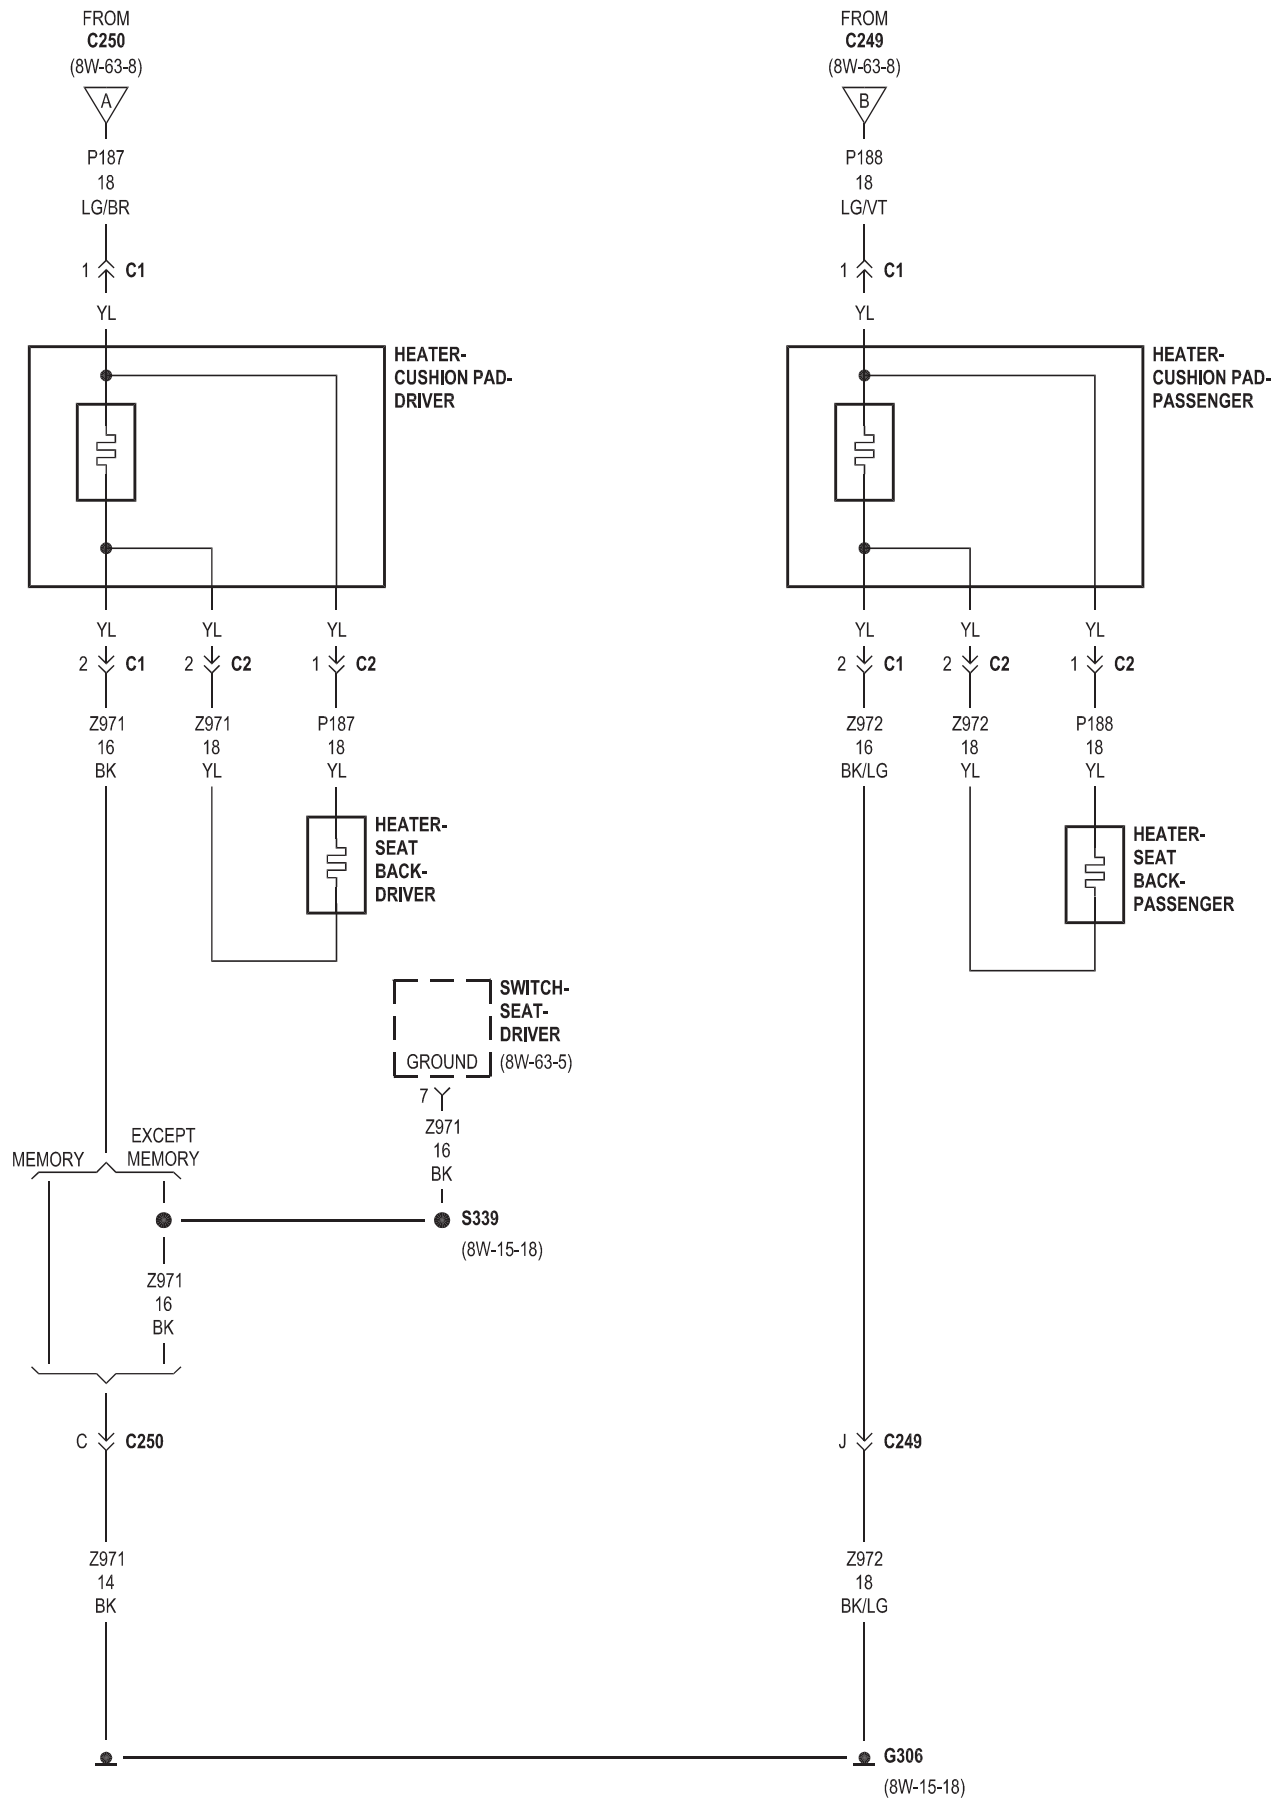 FROM
C250
(8W-63-8)
A
P187
18
LG/BR
1
C1
YL
HEATER-
CUSHION PAD-
DRIVER
YL
YL
YL
2
C1
2
C2
1
C2
Z971
16
BK
Z971
18
YL
P187
18
YL
HEATER-
SEAT
BACK-
DRIVER
SWITCH-
SEAT-
DRIVER
(8W-63-5)
GROUND
7
Z971
16
BK
MEMORY
EXCEPT
MEMORY
S339
(8W-15-18)
Z971
16
BK
C
C250
Z971
14
BK
FROM
C249
(8W-63-8)
B
P188
18
LG/VT
1
C1
YL
HEATER-
CUSHION PAD-
PASSENGER
YL
YL
YL
2
C1
2
C2
1
C2
Z972
16
BK/LG
Z972
18
YL
P188
18
YL
HEATER-
SEAT
BACK-
PASSENGER
J
C249
Z972
18
BK/LG
G306
(8W-15-18)